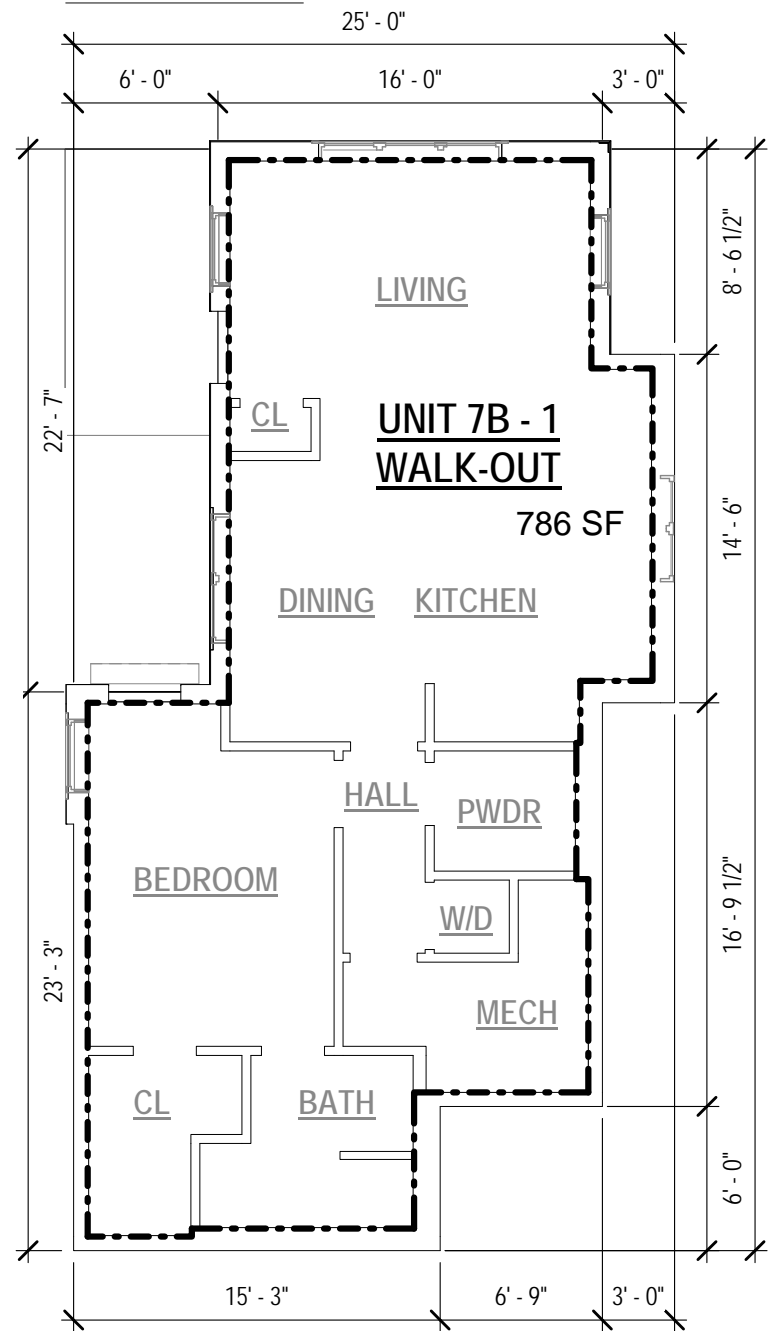 25' - 0"
6' - 0"
16' - 0"
3' - 0"
8' - 6 1/2"
LIVING
22' - 7"
CL
UNIT 7B - 1
WALK-OUT
786 SF
14' - 6"
DINING
KITCHEN
HALL
PWDR
BEDROOM
W/D
16' - 9 1/2"
23' - 3"
MECH
CL
BATH
6' - 0"
15' - 3"
6' - 9"
3' - 0"